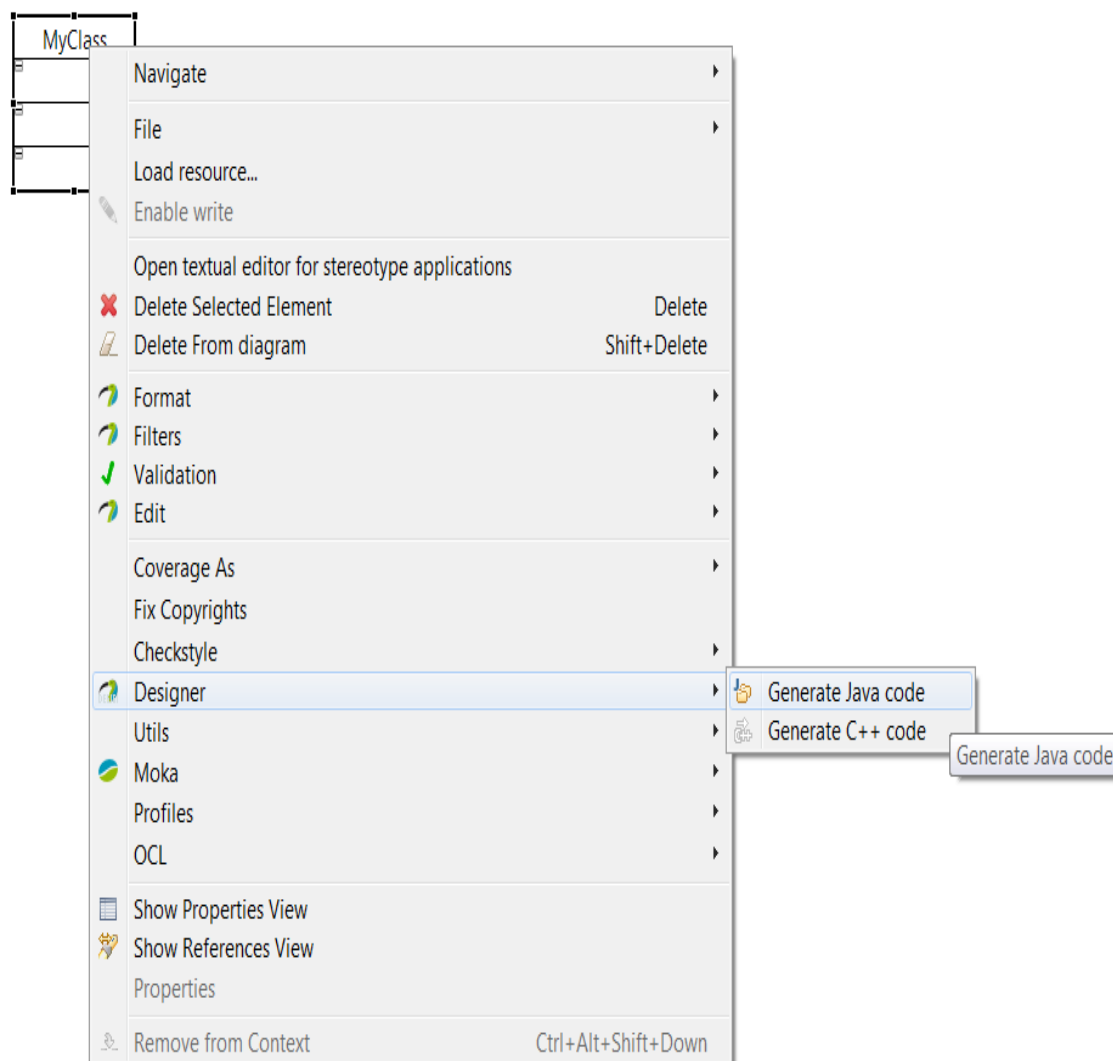 MyClass
Navigate
File
Load resource...
Enable write
Open textual editor for stereotype applications
Delete Selected Element Delete
Delete From diagram Shift+Delete
Format
Filters
Validation
Edit
Coverage As
Fix Copyrights
Checkstyle
Designer
Generate Java code
Utils
Generate C++ code
Generate Java code
Moka
Profiles
OCL
Show Properties View
Show References View
Properties
Remove from Context Ctrl+Alt+Shift+Down